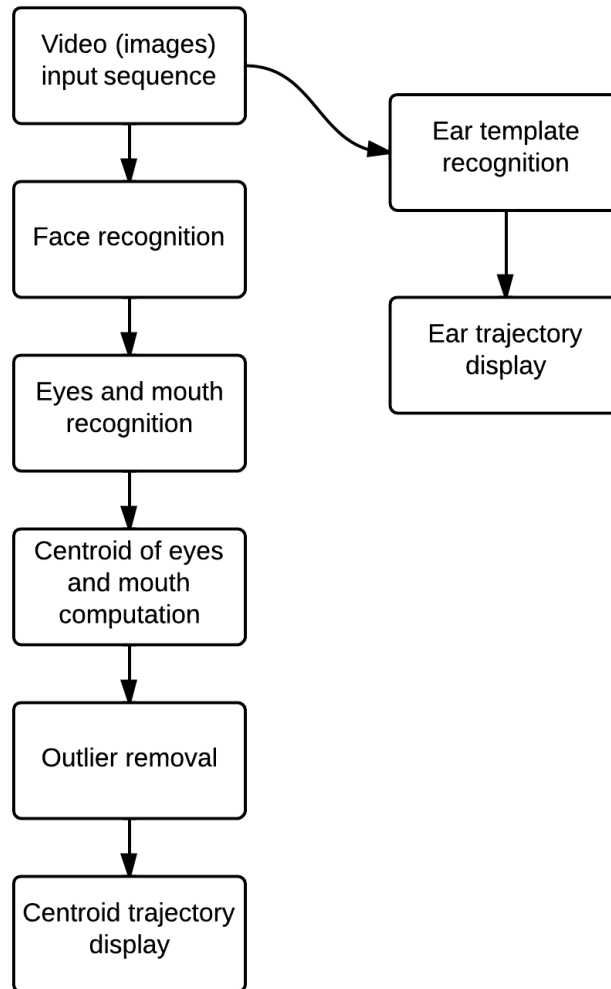 Video (images)
input sequence
Ear template
recognition
Face recognition
Ear trajectory
display
Eyes and mouth
recognition
Centroid of eyes
and mouth
computation
Outlier removal
Centroid trajectory
display